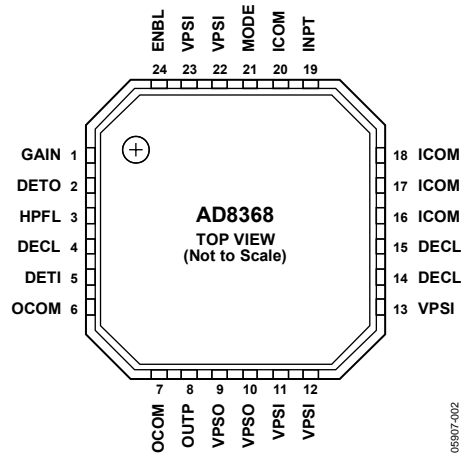 ENBL
VPSI
VPSI
MODE
ICOM
INPT
24 23 22 21 20 19
GAIN 1
DETO 2
HPFL 3
DECL 4
DETI 5
OCOM 6
AD8368
TOP VIEW
(Not to Scale)
18 ICOM
17 ICOM
16 ICOM
15 DECL
14 DECL
13 VPSI
7 8 9 10 11 12
OCOM
OUTP
VPSO
VPSO
VPSI
VPSI
05907-002